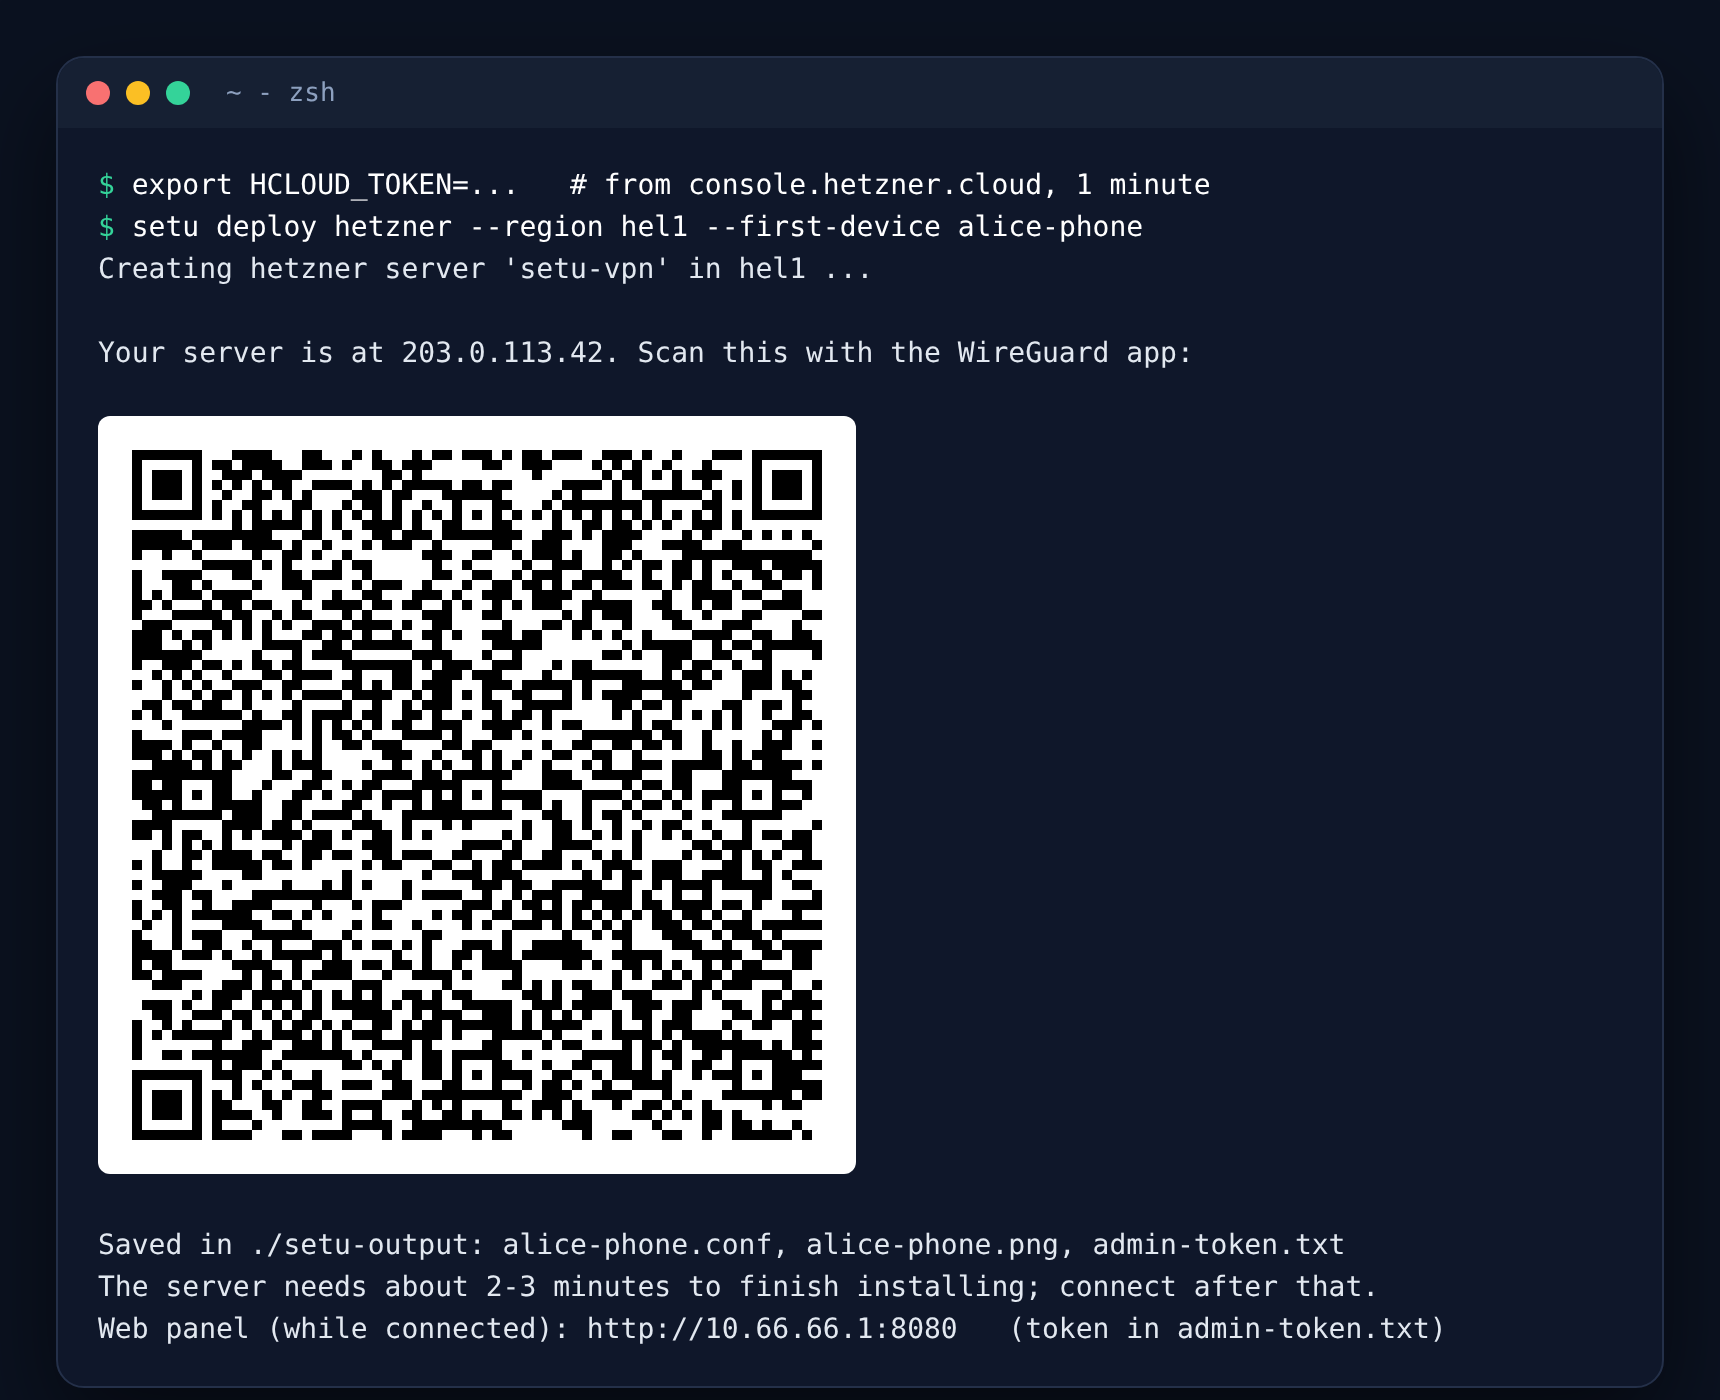 ~ - zsh
$ export HCLOUD_TOKEN=...   # from console.hetzner.cloud, 1 minute
$ setu deploy hetzner --region hel1 --first-device alice-phone
Creating hetzner server 'setu-vpn' in hel1 ...
Your server is at 203.0.113.42. Scan this with the WireGuard app:
Saved in ./setu-output: alice-phone.conf, alice-phone.png, admin-token.txt
The server needs about 2-3 minutes to finish installing; connect after that.
Web panel (while connected): http://10.66.66.1:8080   (token in admin-token.txt)